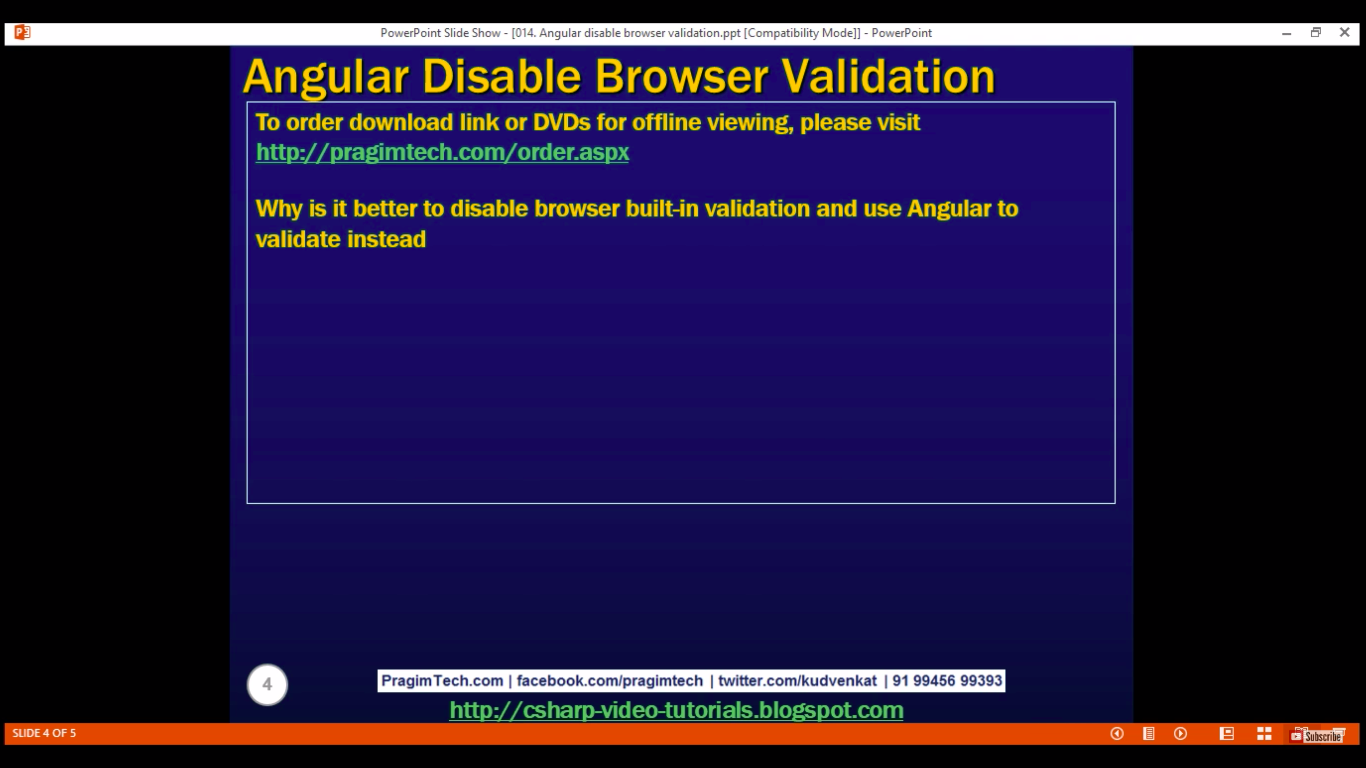 PowerPoint Slide Show - [014. Angular disable browser validation.ppt [Compatibility Mode]] - PowerPoint
Angular Disable Browser Validation
To order download link or DVDs for offline viewing, please visit
http://pragimtech.com/order.aspx
Why is it better to disable browser built-in validation and use Angular to
validate instead
4
PragimTech.com | facebook.com/pragimtech | twitter.com/kudvenkat | 91 99456 99393
http://csharp-video-tutorials.blogspot.com
SLIDE 4 OF 5
Subscribe